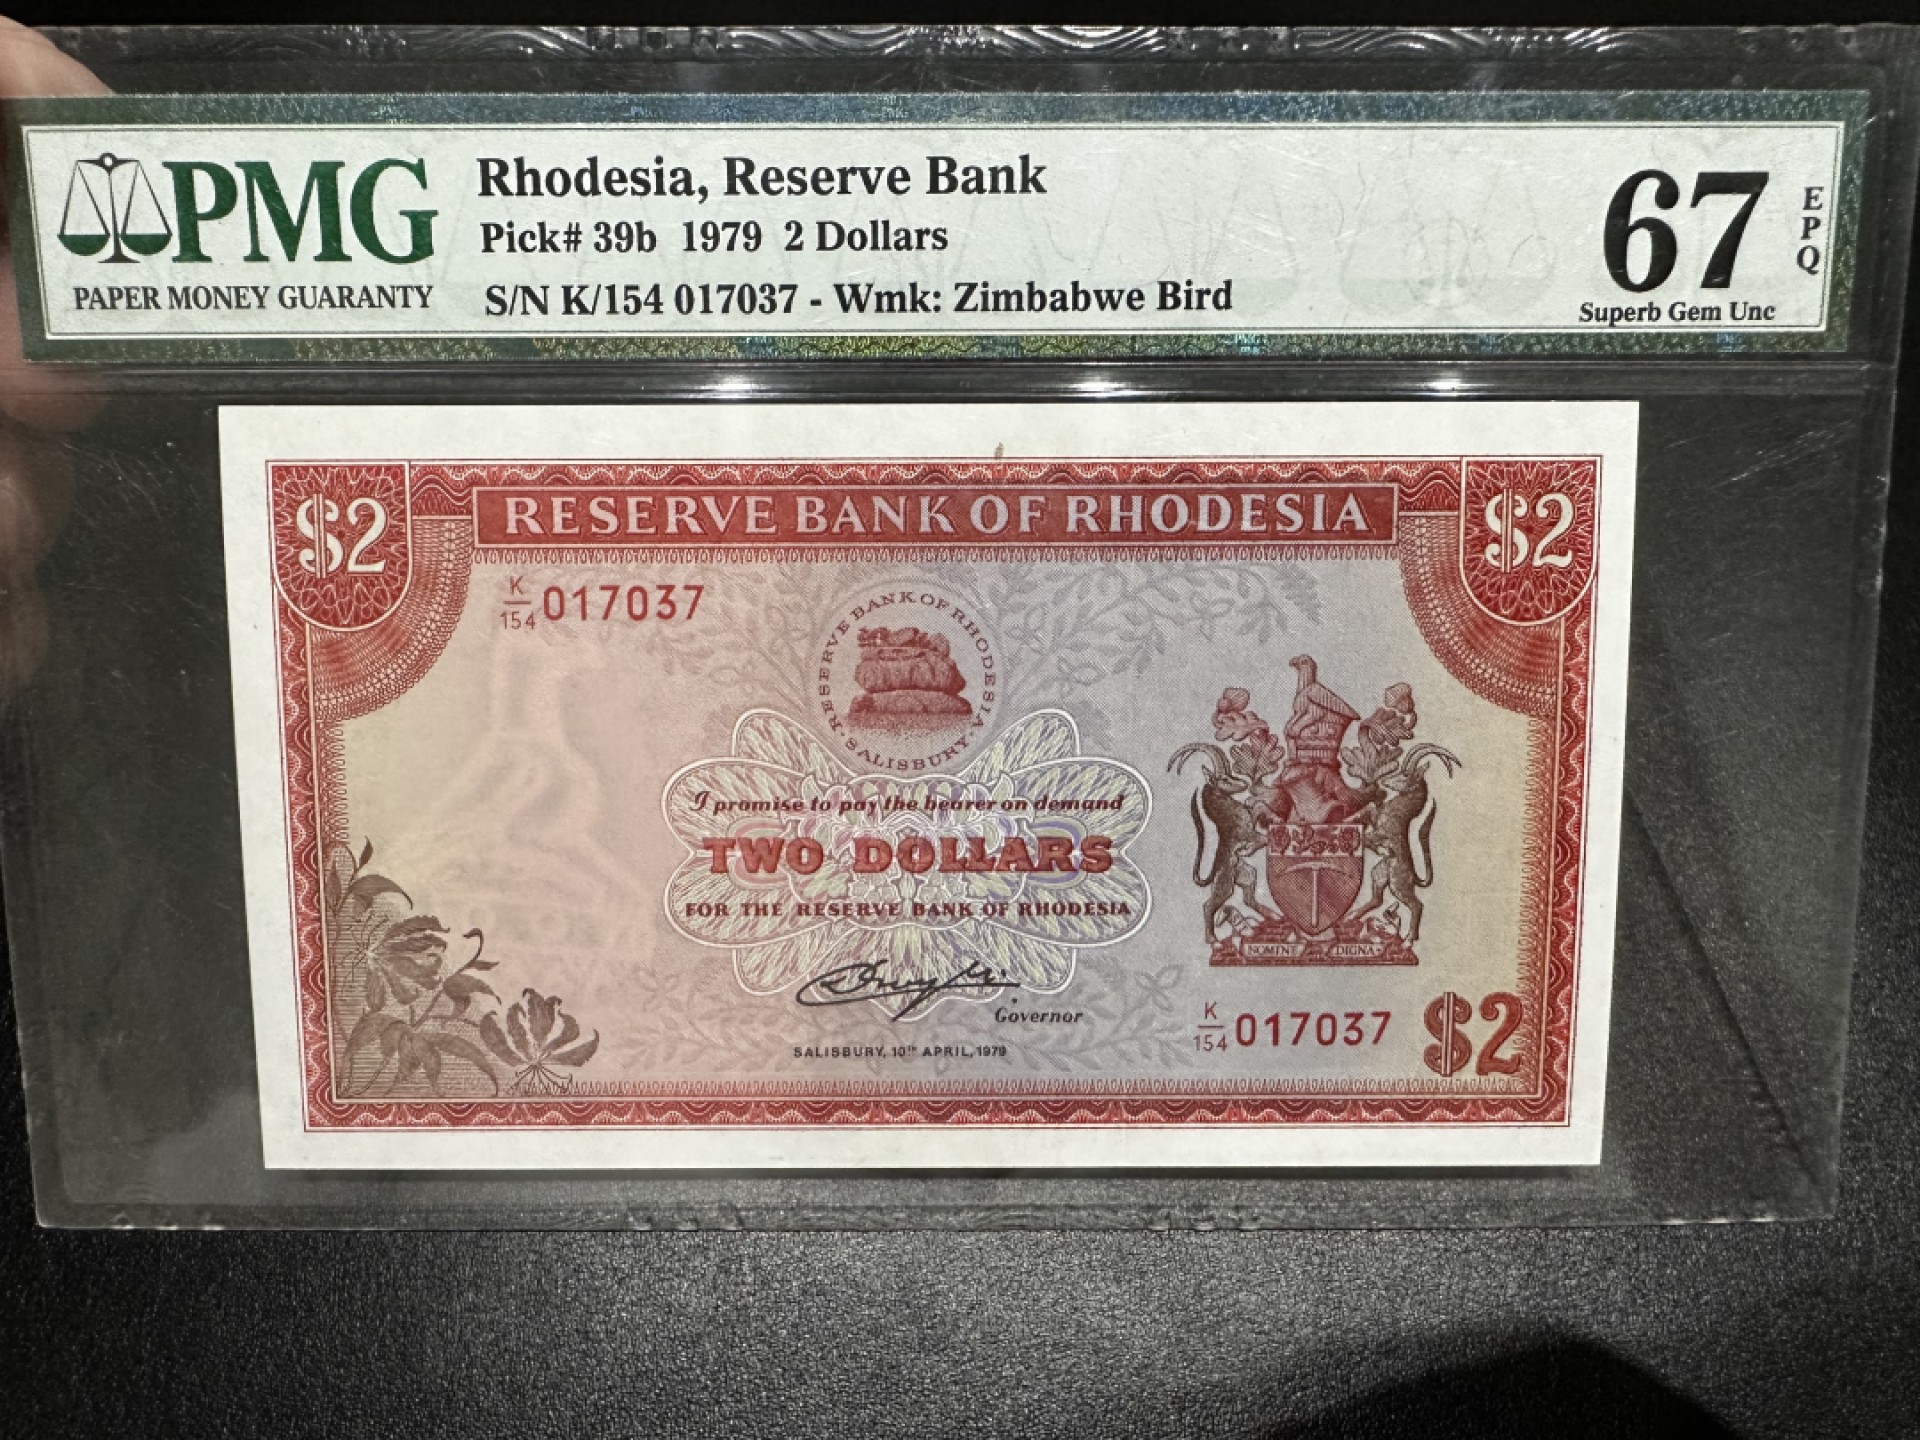 PMG
PAPER MONEY GUARANTY
Rhodesia, Reserve Bank
Pick# 39b 1979 2 Dollars
S/N K/154 017037 - Wmk: Zimbabwe Bird
67
EPQ
Superb Gem Unc
$2
RESERVE BANK OF RHODESIA
$2
K/154 017037
RESERVE BANK OF RHODESIA · SALISBURY ·
I promise to pay the bearer on demand
TWO DOLLARS
FOR THE RESERVE BANK OF RHODESIA
NOMINE DIGNA
Governor
K/154 017037
$2
SALISBURY, 10TH APRIL, 1979